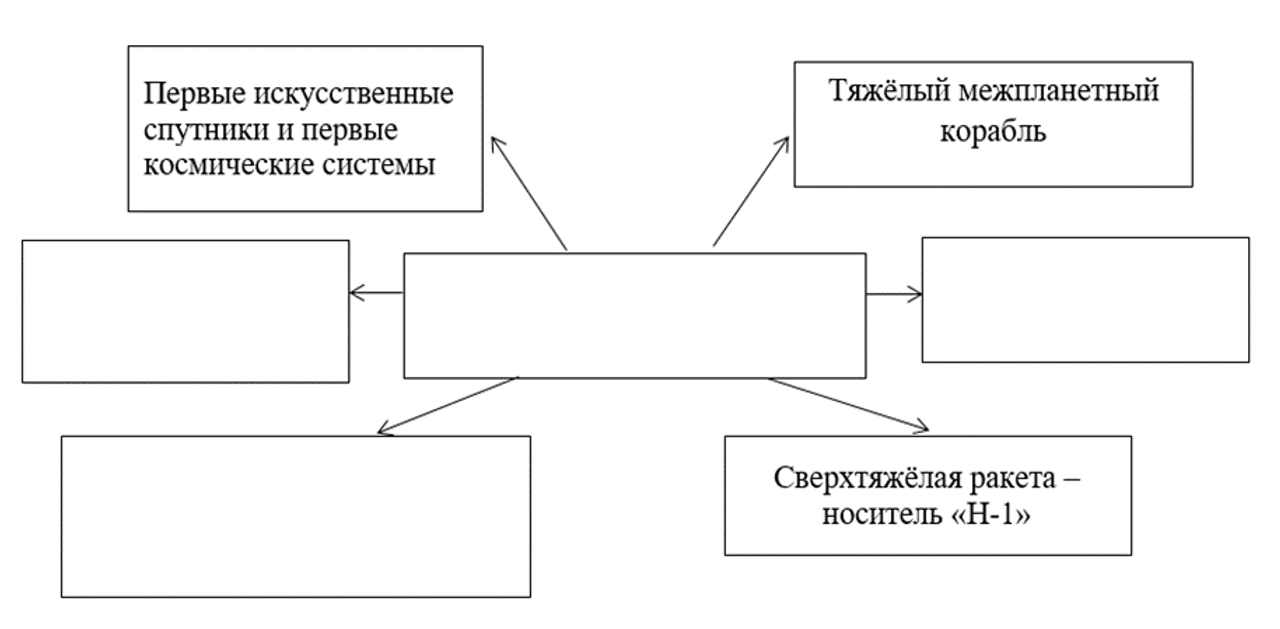 Первые искусственные
спутники и первые
космические системы
Тяжёлый межпланетный
корабль
Сверхтяжёлая ракета –
носитель «Н-1»